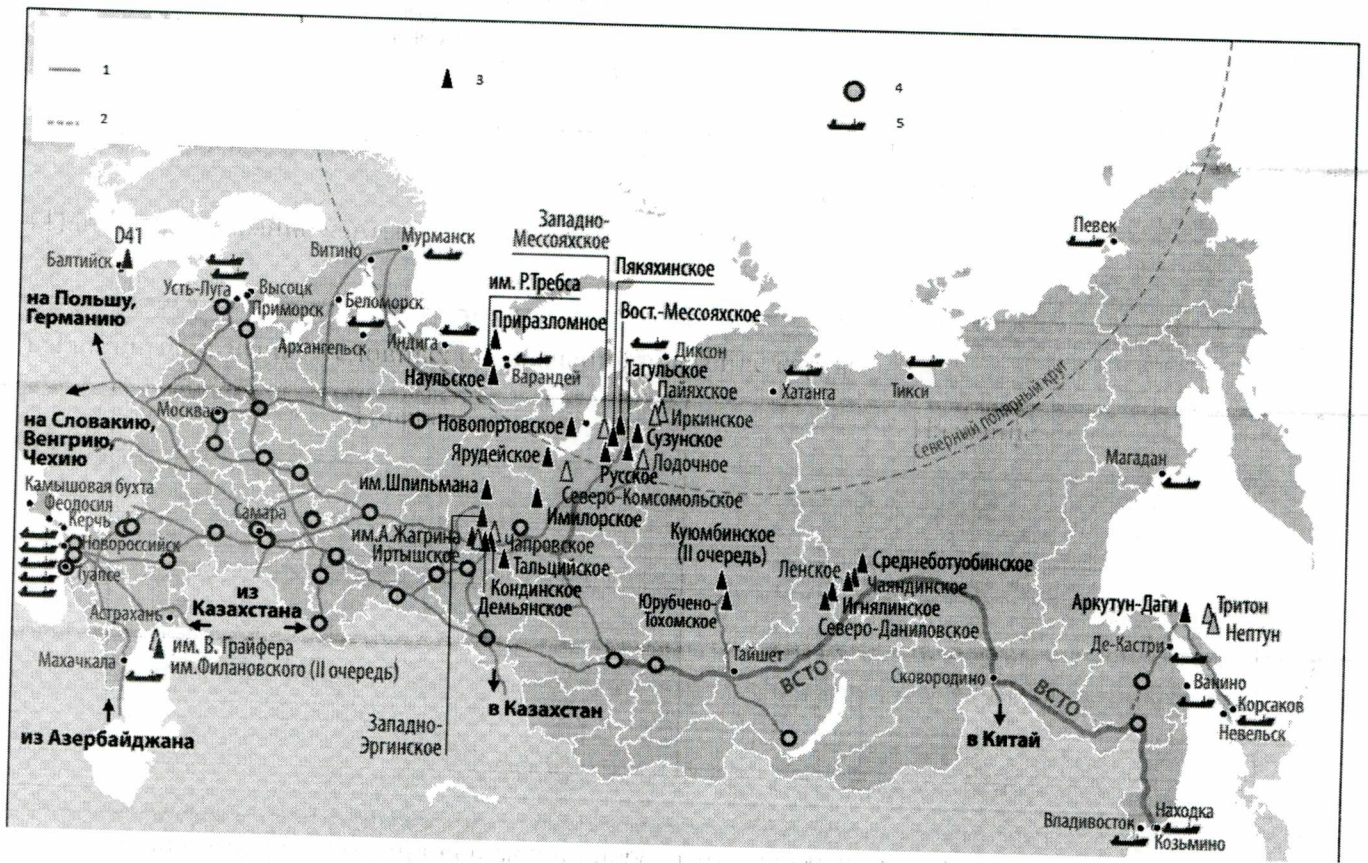 1
2
3
4
5
D41
Балтийск
на Польшу,
Германию
Усть-Луга
Высоцк
Приморск
Витино
Мурманск
Беломорск
Архангельск
Индига
Западно-
Мессояхское
им. Р.Требса
Приразломное
Наульское
Варандей
Пякяхинское
Вост.-Мессояхское
Диксон
Тагульское
Пайяхское
Иркинское
Сузунское
Лодочное
Хатанга
Тикси
Певек
Северный полярный круг
Магадан
Москва
на Словакию,
Венгрию,
Чехию
Новопортовское
Ярудейское
Русское
Северо-Комсомольское
им.Шпильмана
Имилорское
Камышовая бухта
Феодосия
Керчь
Новороссийск
Туапсе
Самара
им.А.Жагрина
Иртышское
Чапровское
Тальцийское
Кондинское
Демьянское
Куюмбинское
(II очередь)
Юрубчено-
Тохомское
Ленское
Среднеботуобинское
Чаяндинское
Игнялинское
Северо-Даниловское
Аркутун-Даги
Тритон
Нептун
Астрахань
из
Казахстана
им. В. Грайфера
им.Филановского (II очередь)
Махачкала
из Азербайджана
Западно-
Эргинское
в Казахстан
Тайшет
ВСТО
Сковородино
ВСТО
в Китай
Де-Кастри
Ванино
Корсаков
Невельск
Владивосток
Находка
Козьмино